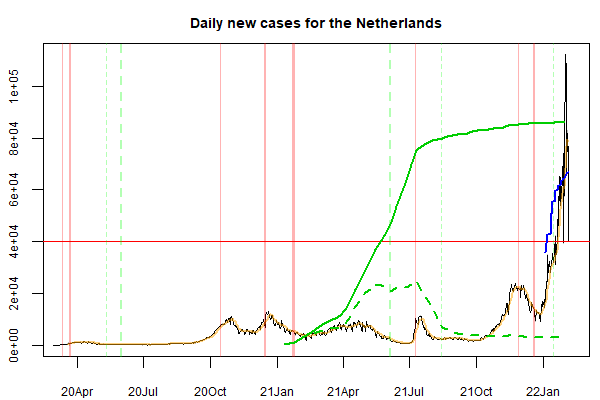 Daily new cases for the Netherlands
1e+05
8e+04
6e+04
4e+04
2e+04
0e+00
20Apr 20Jul 20Oct 21Jan 21Apr 21Jul 21Oct 22Jan